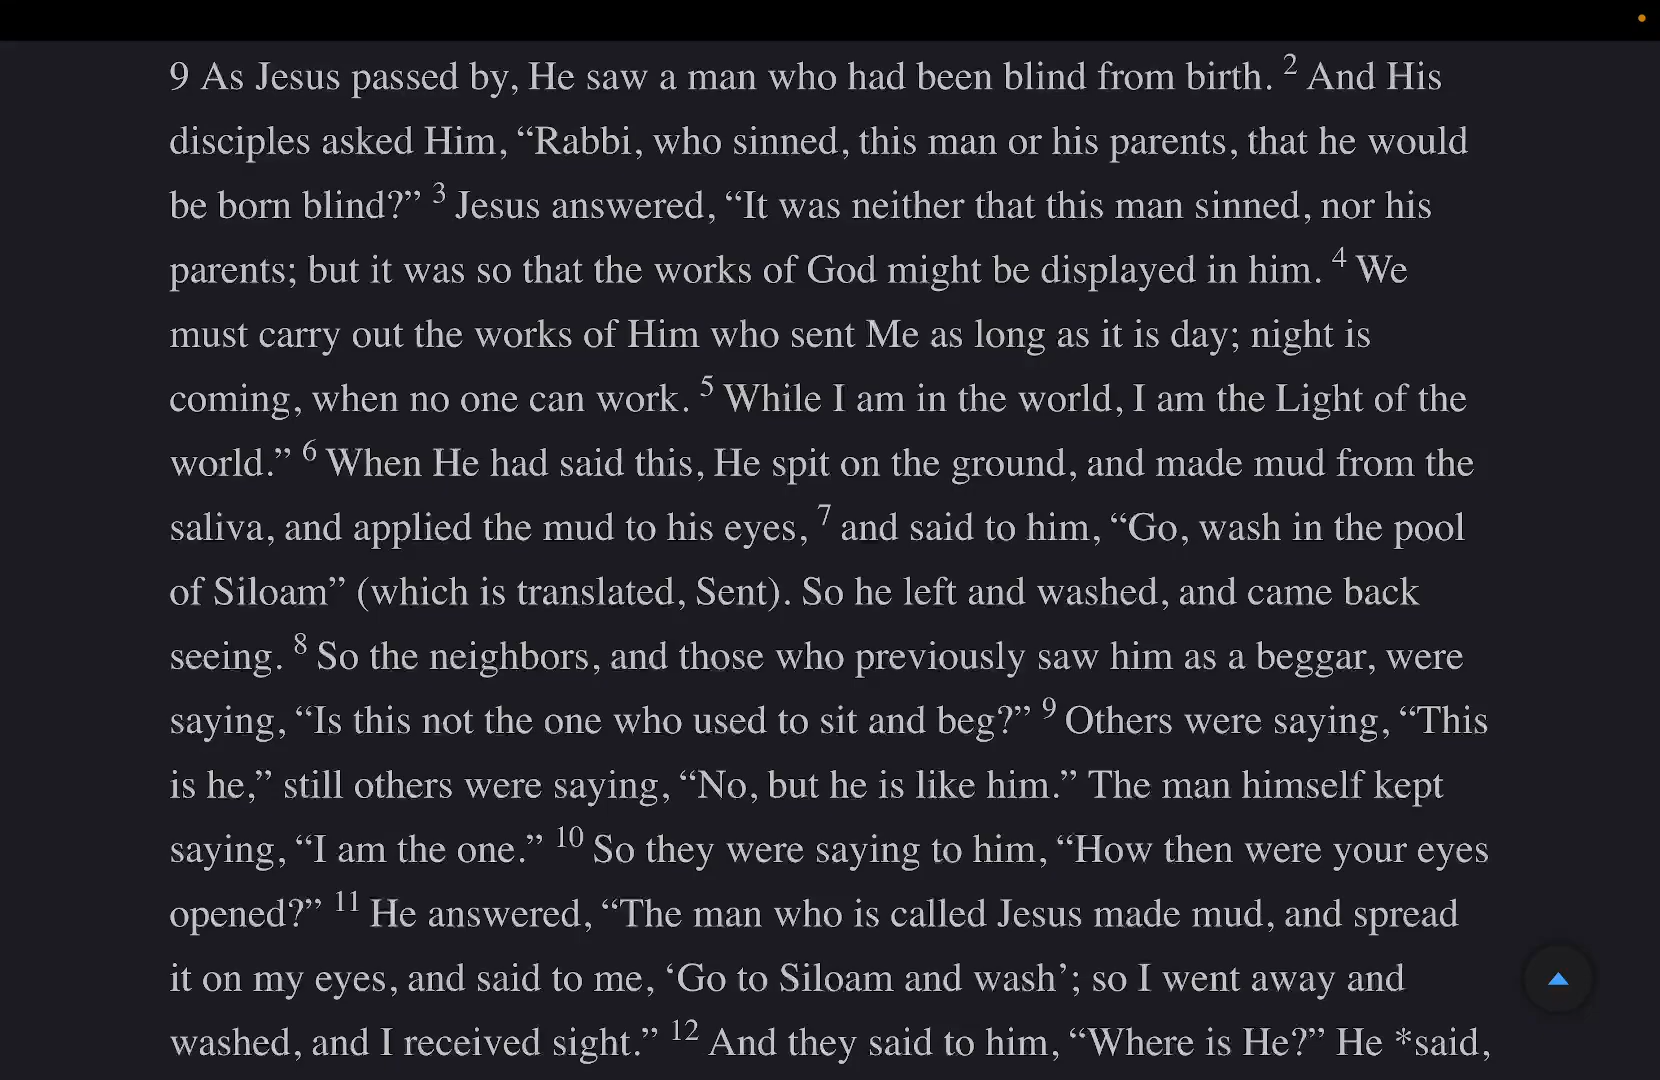 9 As Jesus passed by, He saw a man who had been blind from birth. 2 And His
disciples asked Him, “Rabbi, who sinned, this man or his parents, that he would
be born blind?” 3 Jesus answered, “It was neither that this man sinned, nor his
parents; but it was so that the works of God might be displayed in him. 4 We
must carry out the works of Him who sent Me as long as it is day; night is
coming, when no one can work. 5 While I am in the world, I am the Light of the
world.” 6 When He had said this, He spit on the ground, and made mud from the
saliva, and applied the mud to his eyes, 7 and said to him, “Go, wash in the pool
of Siloam” (which is translated, Sent). So he left and washed, and came back
seeing. 8 So the neighbors, and those who previously saw him as a beggar, were
saying, “Is this not the one who used to sit and beg?” 9 Others were saying, “This
is he,” still others were saying, “No, but he is like him.” The man himself kept
saying, “I am the one.” 10 So they were saying to him, “How then were your eyes
opened?” 11 He answered, “The man who is called Jesus made mud, and spread
it on my eyes, and said to me, ‘Go to Siloam and wash’; so I went away and
washed, and I received sight.” 12 And they said to him, “Where is He?” He *said,